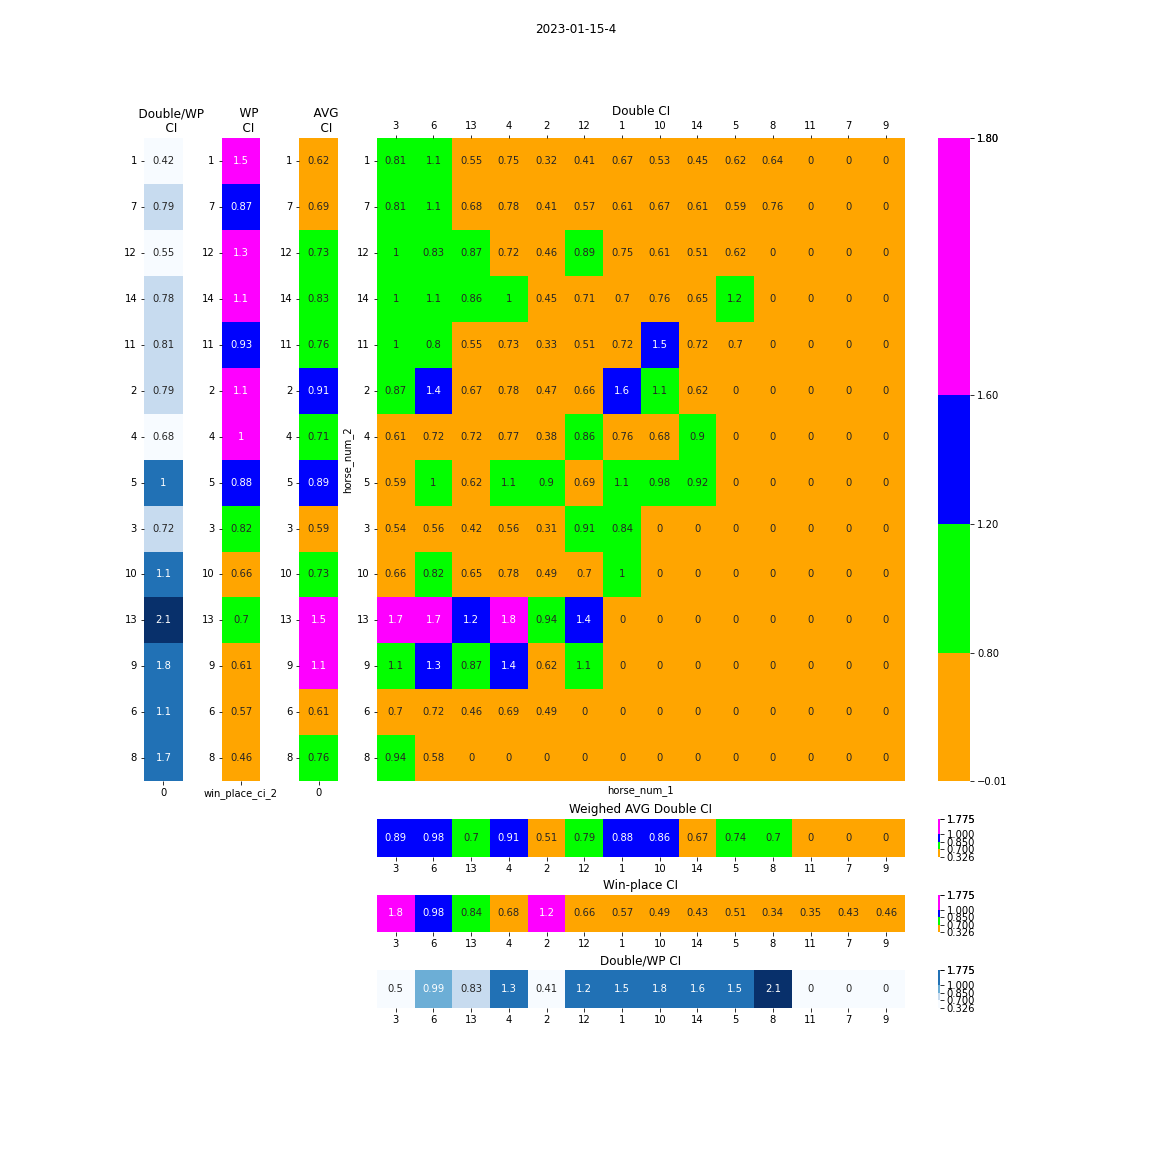 2023-01-15-4
Double/WP CI
WP CI
AVG CI
Double CI
3 6 13 4 2 12 1 10 14 5 8 11 7 9
1 0.42 1 1.5 1 0.62 1 0.81 1.1 0.55 0.75 0.32 0.41 0.67 0.53 0.45 0.62 0.64 0 0 0
7 0.79 7 0.87 7 0.69 7 0.81 1.1 0.68 0.78 0.41 0.57 0.61 0.67 0.61 0.59 0.76 0 0 0
12 0.55 12 1.3 12 0.73 12 1 0.83 0.87 0.72 0.46 0.89 0.75 0.61 0.51 0.62 0 0 0 0
14 0.78 14 1.1 14 0.83 14 1 1.1 0.86 1 0.45 0.71 0.7 0.76 0.65 1.2 0 0 0 0
11 0.81 11 0.93 11 0.76 11 1 0.8 0.55 0.73 0.33 0.51 0.72 1.5 0.72 0.7 0 0 0 0
2 0.79 2 1.1 2 0.91 2 0.87 1.4 0.67 0.78 0.47 0.66 1.6 1.1 0.62 0 0 0 0 0
4 0.68 4 1 4 0.71 4 0.61 0.72 0.72 0.77 0.38 0.86 0.76 0.68 0.9 0 0 0 0 0
5 1 5 0.88 5 0.89 5 0.59 1 0.62 1.1 0.9 0.69 1.1 0.98 0.92 0 0 0 0 0
3 0.72 3 0.82 3 0.59 3 0.54 0.56 0.42 0.56 0.31 0.91 0.84 0 0 0 0 0 0 0
10 1.1 10 0.66 10 0.73 10 0.66 0.82 0.65 0.78 0.49 0.7 1 0 0 0 0 0 0 0
13 2.1 13 0.7 13 1.5 13 1.7 1.7 1.2 1.8 0.94 1.4 0 0 0 0 0 0 0 0
9 1.8 9 0.61 9 1.1 9 1.1 1.3 0.87 1.4 0.62 1.1 0 0 0 0 0 0 0 0
6 1.1 6 0.57 6 0.61 6 0.7 0.72 0.46 0.69 0.49 0 0 0 0 0 0 0 0 0
8 1.7 8 0.46 8 0.76 8 0.94 0.58 0 0 0 0 0 0 0 0 0 0 0 0
horse_num_2
0 win_place_ci_2 0 horse_num_1
1.80
1.60
1.20
0.80
−0.01
Weighed AVG Double CI
0.89 0.98 0.7 0.91 0.51 0.79 0.88 0.86 0.67 0.74 0.7 0 0 0
3 6 13 4 2 12 1 10 14 5 8 11 7 9
1.775
1.000
0.850
0.700
0.326
Win-place CI
1.8 0.98 0.84 0.68 1.2 0.66 0.57 0.49 0.43 0.51 0.34 0.35 0.43 0.46
3 6 13 4 2 12 1 10 14 5 8 11 7 9
1.775
1.000
0.850
0.700
0.326
Double/WP CI
0.5 0.99 0.83 1.3 0.41 1.2 1.5 1.8 1.6 1.5 2.1 0 0 0
3 6 13 4 2 12 1 10 14 5 8 11 7 9
1.775
1.000
0.850
0.700
0.326